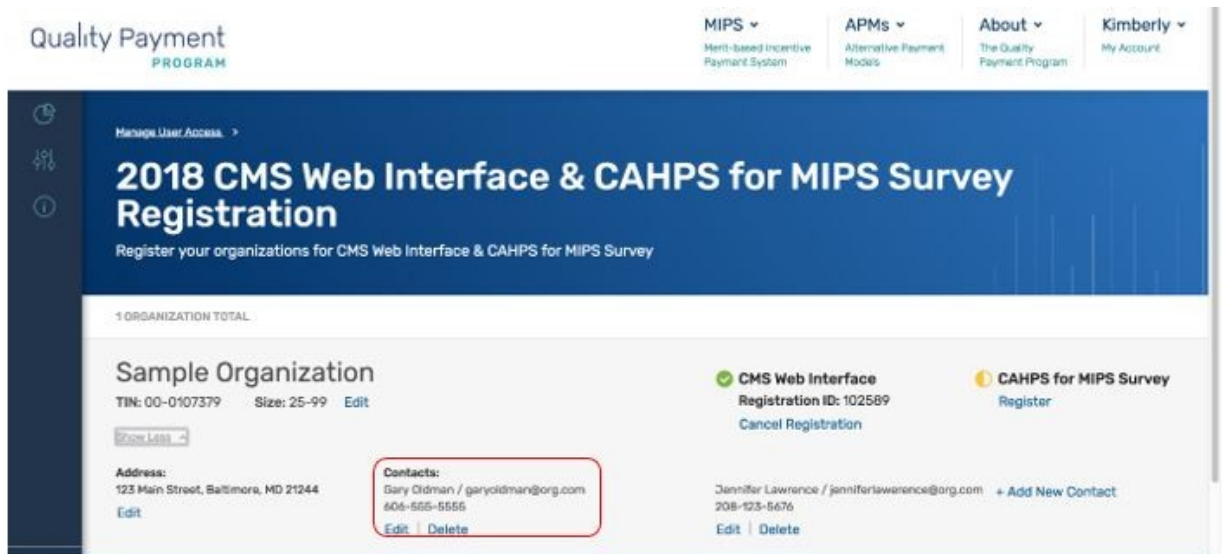 Quality Payment
PROGRAM
MIPS
Merit-based Incentive
Payment System
APMs
Alternative Payment
Models
About
The Quality
Payment Program
Kimberly
My Account
Manage User Access >
2018 CMS Web Interface & CAHPS for MIPS Survey
Registration
Register your organizations for CMS Web Interface & CAHPS for MIPS Survey
1 ORGANIZATION TOTAL
Sample Organization
TIN: 00-0107379 Size: 25-99 Edit
Show Less
CMS Web Interface
Registration ID: 102589
Cancel Registration
CAHPS for MIPS Survey
Register
Address:
123 Main Street, Baltimore, MD 21244
Edit
Contacts:
Gary Oldman / garyoldman@org.com
606-555-5555
Edit | Delete
Jennifer Lawrence / jenniferlawerence@org.com
208-123-5676
Edit | Delete
+ Add New Contact